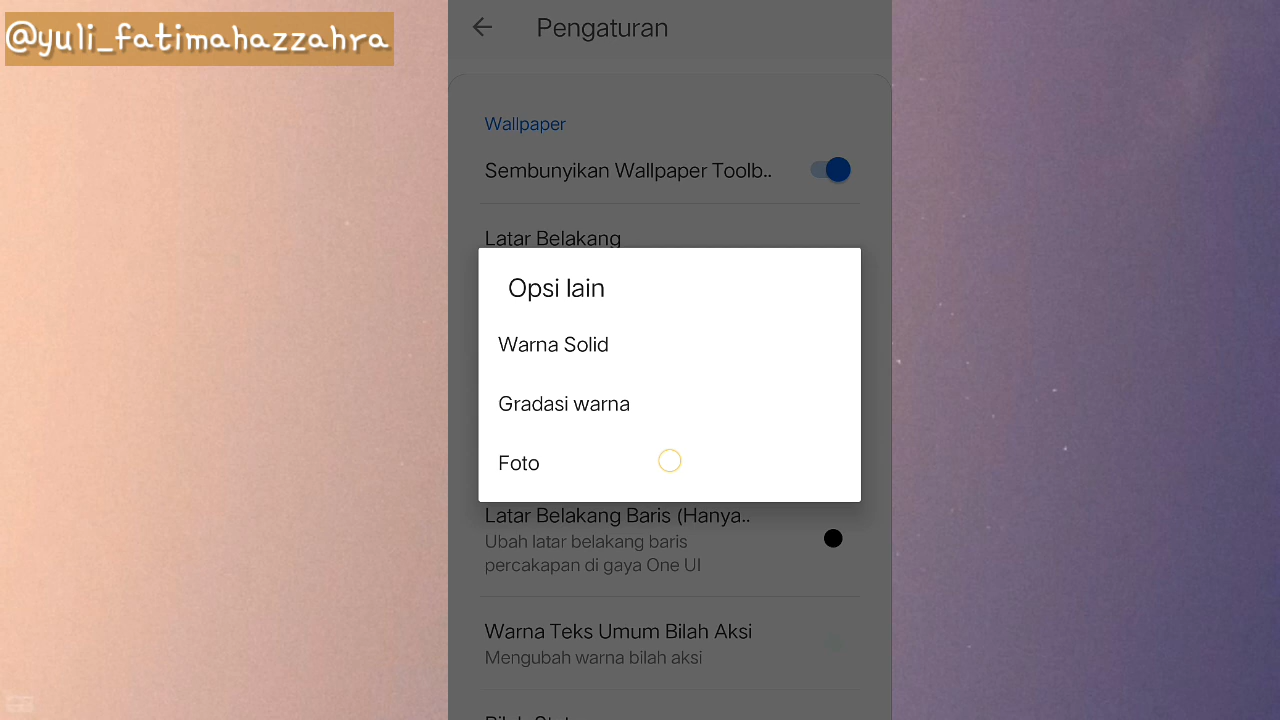 @yuli_fatimahazzahra
Pengaturan
Wallpaper
Sembunyikan Wallpaper Toolb..
Latar Belakang
Opsi lain
Warna Solid
Gradasi warna
Foto
Latar Belakang Baris (Hanya..
Ubah latar belakang baris
percakapan di gaya One UI
Warna Teks Umum Bilah Aksi
Mengubah warna bilah aksi